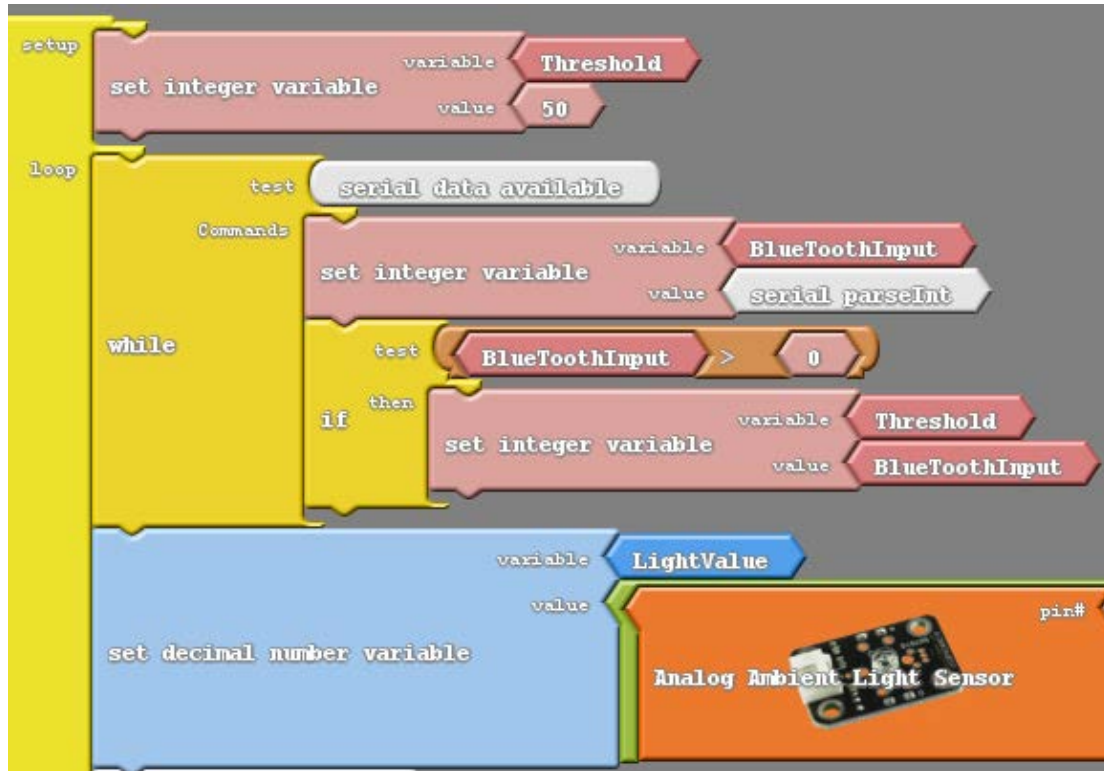 setup
variable Threshold
set integer variable
value 50
loop
test serial data available
Commands
variable BlueToothInput
set integer variable
value serial parseInt
while
test BlueToothInput > 0
then
if
variable Threshold
set integer variable
value BlueToothInput
variable LightValue
value
pin#
set decimal number variable
Analog Ambient Light Sensor